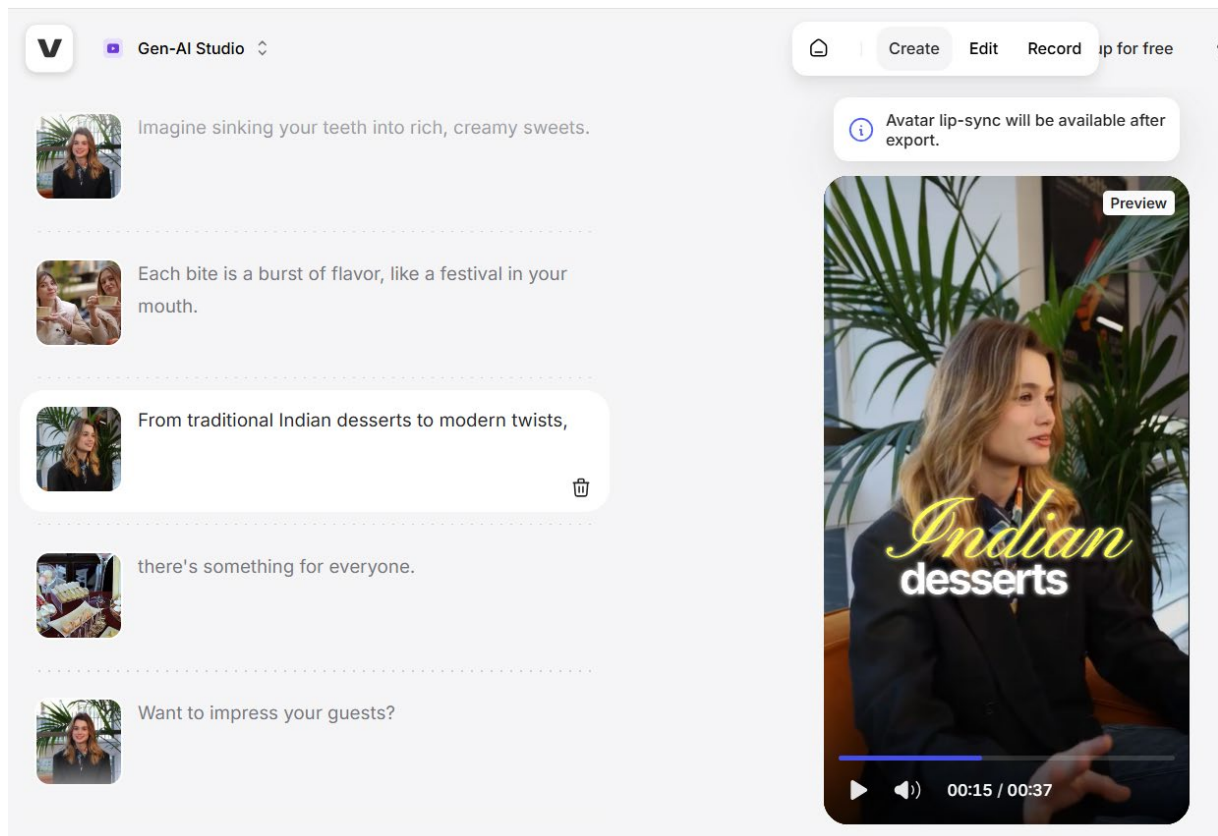 V
Gen-AI Studio
Create Edit Record up for free
Imagine sinking your teeth into rich, creamy sweets.
Each bite is a burst of flavor, like a festival in your
mouth.
From traditional Indian desserts to modern twists,
there's something for everyone.
Want to impress your guests?
Avatar lip-sync will be available after
export.
Preview
Indian
desserts
00:15 / 00:37